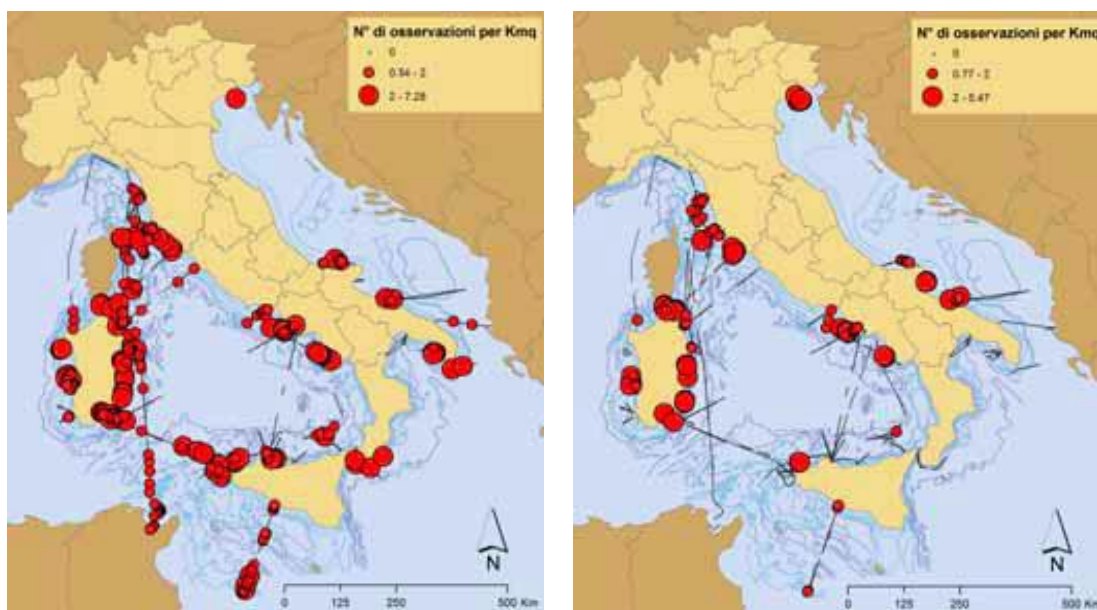 N° di osservazioni per Kmq
0
0.54 - 2
2 - 7.28
N
0 125 250 500 Km
N° di osservazioni per Kmq
0
0.77 - 2
2 - 5.47
N
0 125 250 500 Km